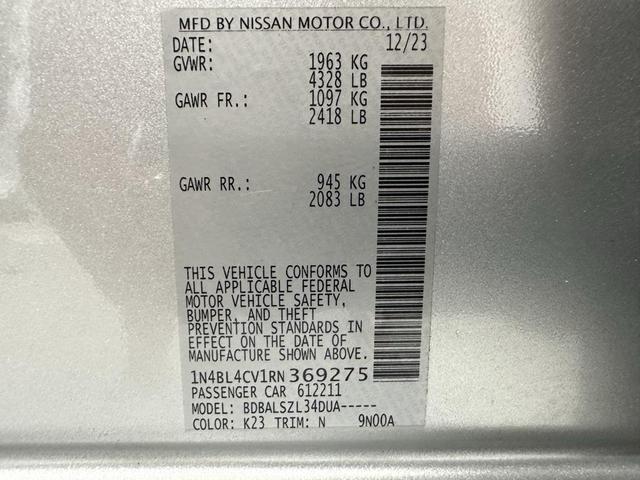 MFD BY NISSAN MOTOR CO., LTD.
DATE: 12/23
GVWR: 1963 KG
4328 LB
GAWR FR.: 1097 KG
2418 LB
GAWR RR.: 945 KG
2083 LB
THIS VEHICLE CONFORMS TO
ALL APPLICABLE FEDERAL
MOTOR VEHICLE SAFETY,
BUMPER, AND THEFT
PREVENTION STANDARDS IN
EFFECT ON THE DATE OF
MANUFACTURE SHOWN ABOVE.
1N4BL4CV1RN369275
PASSENGER CAR 612211
MODEL: BDBALSZL34DUA-----
COLOR: K23 TRIM: N 9N00A